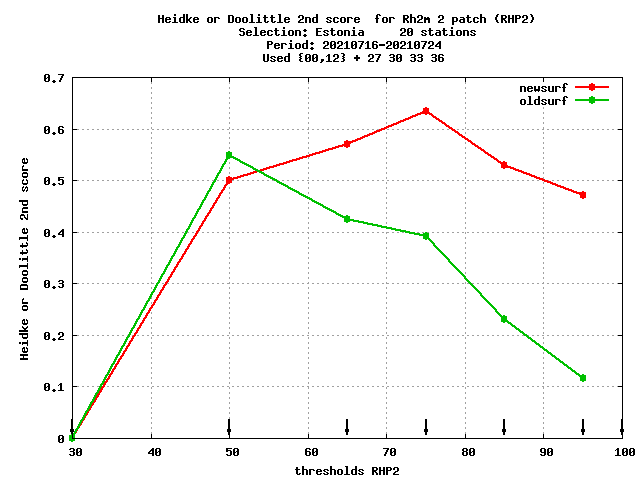 Heidke or Doolittle 2nd score  for Rh2m 2 patch (RHP2)
Selection: Estonia     20 stations
Period: 20210716-20210724
Used {00,12} + 27 30 33 36
newsurf
oldsurf
Heidke or Doolittle 2nd score
0.7
0.6
0.5
0.4
0.3
0.2
0.1
0
30 40 50 60 70 80 90 100
thresholds RHP2